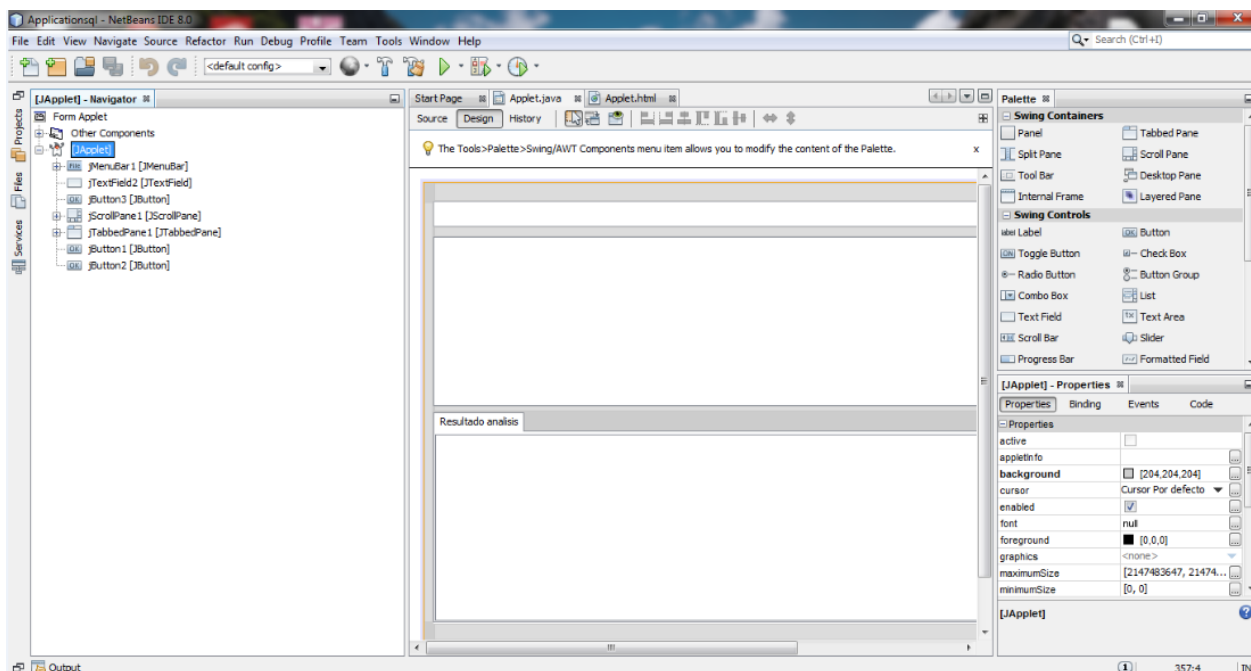 Applicationsql - NetBeans IDE 8.0
File Edit View Navigate Source Refactor Run Debug Profile Team Tools Window Help
Search (Ctrl+I)
<default config>
[JApplet] - Navigator
Form Applet
Other Components
[JApplet]
jMenuBar1 [JMenuBar]
jTextField2 [JTextField]
jButton3 [JButton]
jScrollPane1 [JScrollPane]
jTabbedPane1 [JTabbedPane]
jButton1 [JButton]
jButton2 [JButton]
Projects
Files
Services
Start Page Applet.java Applet.html
Source Design History
The Tools>Palette>Swing/AWT Components menu item allows you to modify the content of the Palette. x
Resultado analisis
Palette
Swing Containers
Panel Tabbed Pane
Split Pane Scroll Pane
Tool Bar Desktop Pane
Internal Frame Layered Pane
Swing Controls
label Label OK Button
ON Toggle Button Check Box
Radio Button Button Group
Combo Box List
Text Field Text Area
Scroll Bar Slider
Progress Bar Formatted Field
[JApplet] - Properties
Properties Binding Events Code
Properties
active
appletInfo ...
background [204,204,204] ...
cursor Cursor Por defecto ...
enabled ...
font null ...
foreground [0,0,0] ...
graphics <none>
maximumSize [2147483647, 21474... ...
minimumSize [0, 0] ...
[JApplet]
Output
1 357:4 IN